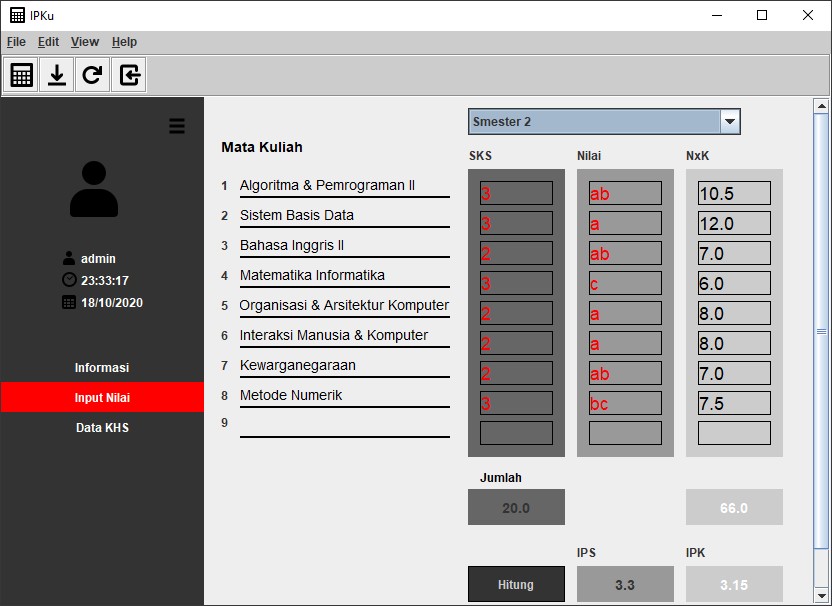 IPKu
File Edit View Help
Smester 2
Mata Kuliah
SKS Nilai NxK
1 Algoritma & Pemrograman II 3 ab 10.5
2 Sistem Basis Data 3 a 12.0
3 Bahasa Inggris II 2 ab 7.0
4 Matematika Informatika 3 c 6.0
5 Organisasi & Arsitektur Komputer 2 a 8.0
6 Interaksi Manusia & Komputer 2 a 8.0
7 Kewarganegaraan 2 ab 7.0
8 Metode Numerik 3 bc 7.5
9
admin
23:33:17
18/10/2020
Informasi
Input Nilai
Data KHS
Jumlah
20.0 66.0
IPS IPK
Hitung 3.3 3.15